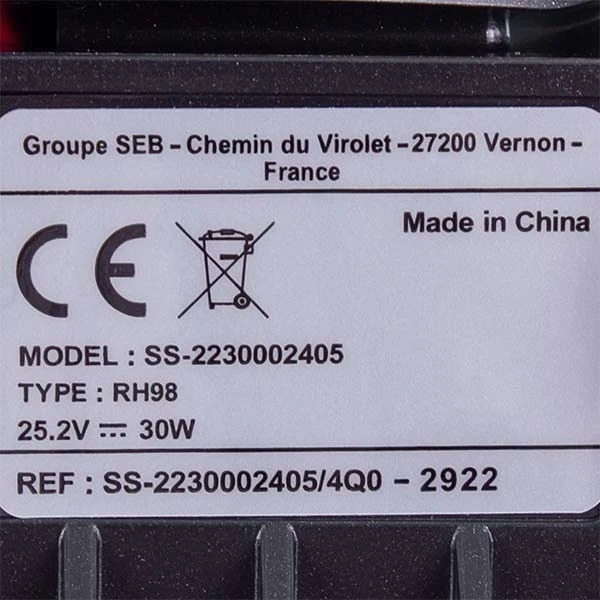 Groupe SEB – Chemin du Virolet – 27200 Vernon –
France
CE
Made in China
MODEL : SS-2230002405
TYPE : RH98
25.2V ⎓ 30W
REF : SS-2230002405/4Q0 – 2922